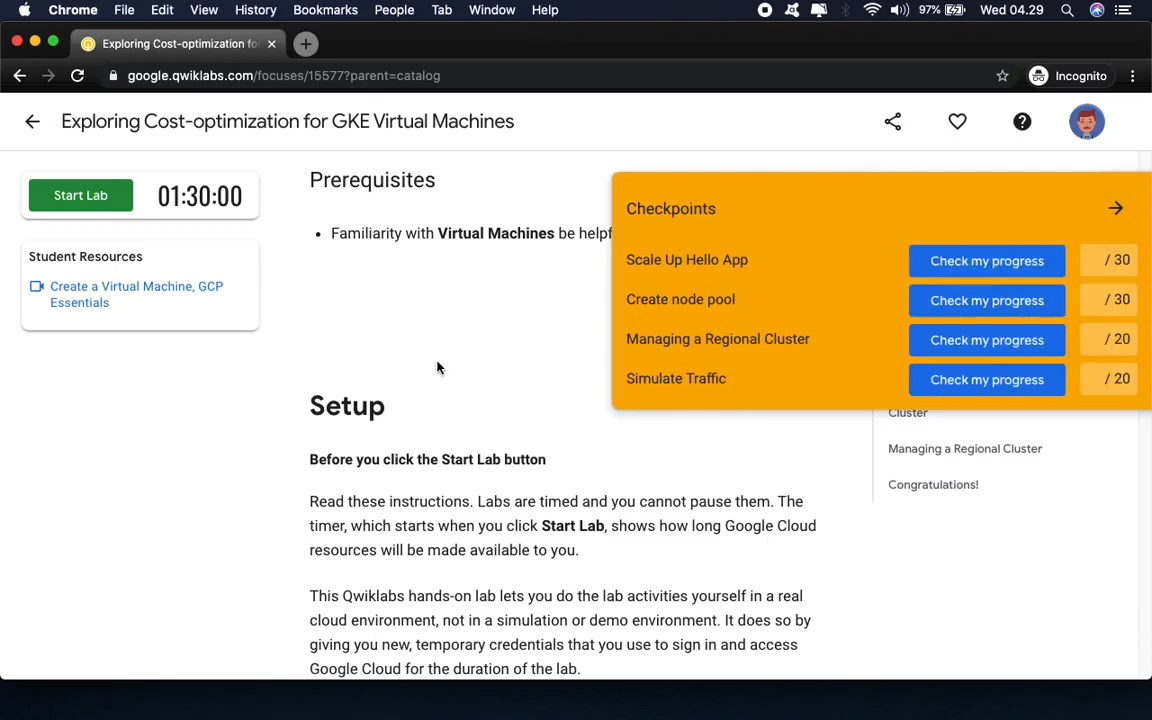 Chrome File Edit View History Bookmarks People Tab Window Help 97% Wed 04.29
Exploring Cost-optimization fo
google.qwiklabs.com/focuses/15577?parent=catalog Incognito
Exploring Cost-optimization for GKE Virtual Machines
Start Lab 01:30:00
Student Resources
Create a Virtual Machine, GCP
Essentials
Prerequisites
• Familiarity with Virtual Machines be helpf
Checkpoints
Scale Up Hello App Check my progress / 30
Create node pool Check my progress / 30
Managing a Regional Cluster Check my progress / 20
Simulate Traffic Check my progress / 20
Cluster
Managing a Regional Cluster
Congratulations!
Setup
Before you click the Start Lab button
Read these instructions. Labs are timed and you cannot pause them. The
timer, which starts when you click Start Lab, shows how long Google Cloud
resources will be made available to you.
This Qwiklabs hands-on lab lets you do the lab activities yourself in a real
cloud environment, not in a simulation or demo environment. It does so by
giving you new, temporary credentials that you use to sign in and access
Google Cloud for the duration of the lab.